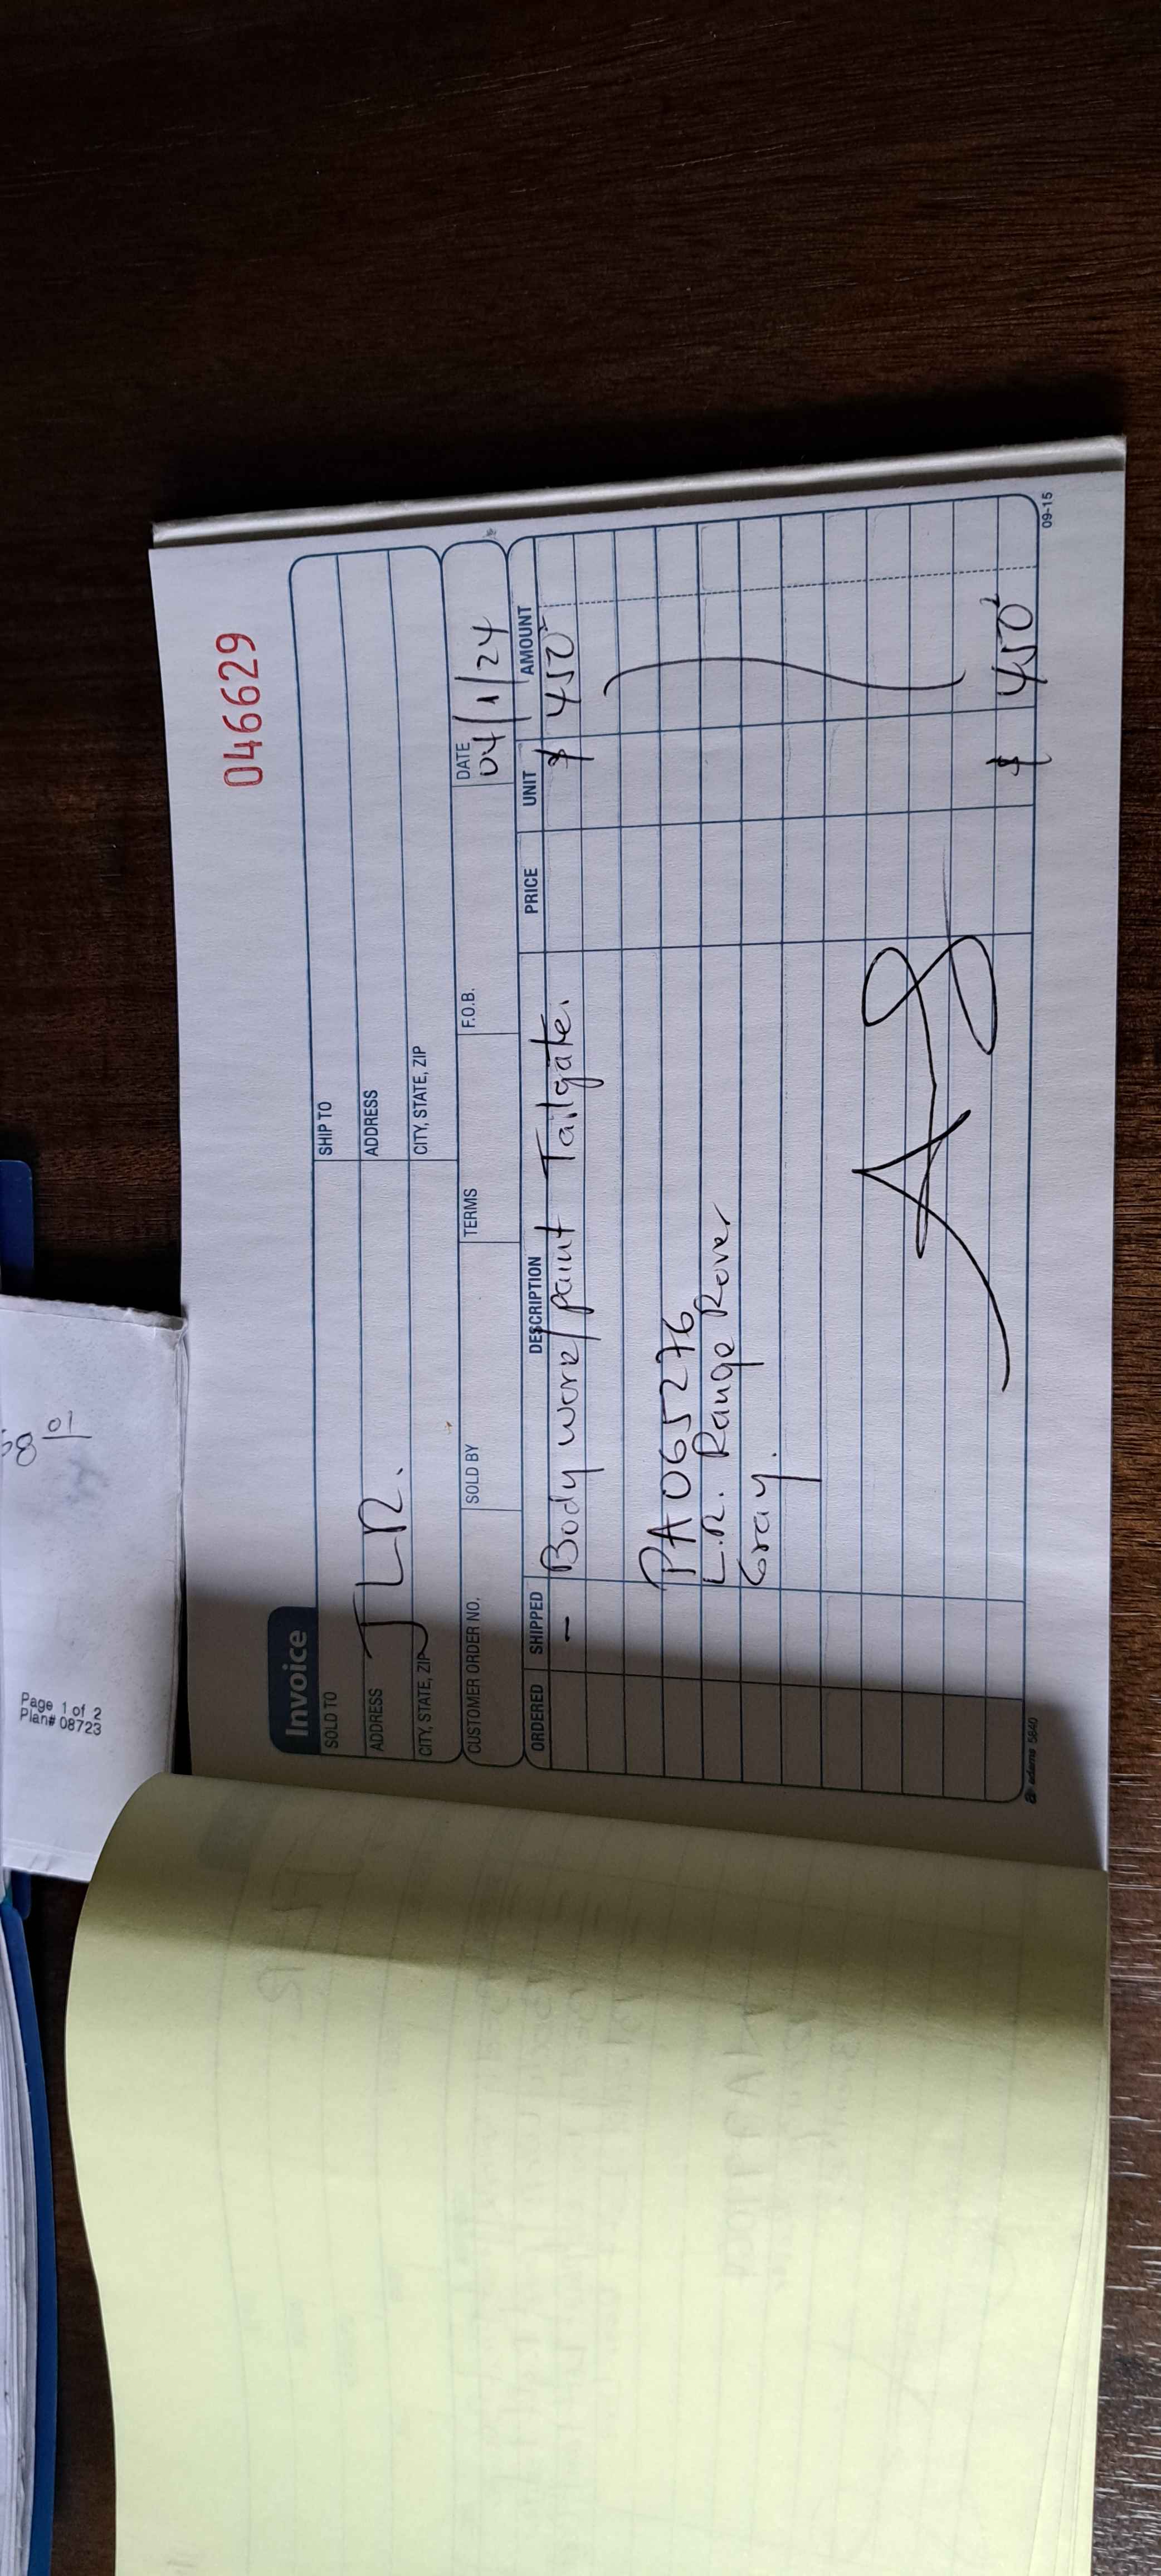 046629
Invoice
SOLD TO
SHIP TO
ADDRESS
ADDRESS
JLR.
CITY, STATE, ZIP
CITY, STATE, ZIP
CUSTOMER ORDER NO.
SOLD BY
TERMS
F.O.B.
DATE
04/1/24
ORDERED SHIPPED DESCRIPTION PRICE UNIT AMOUNT
- Body work/paint Tailgate. $ 450
PA065276
L.R. Range Rover
Gray.
$ 450
adams 5840
09-15
Page 1 of 2
Plan# 08723